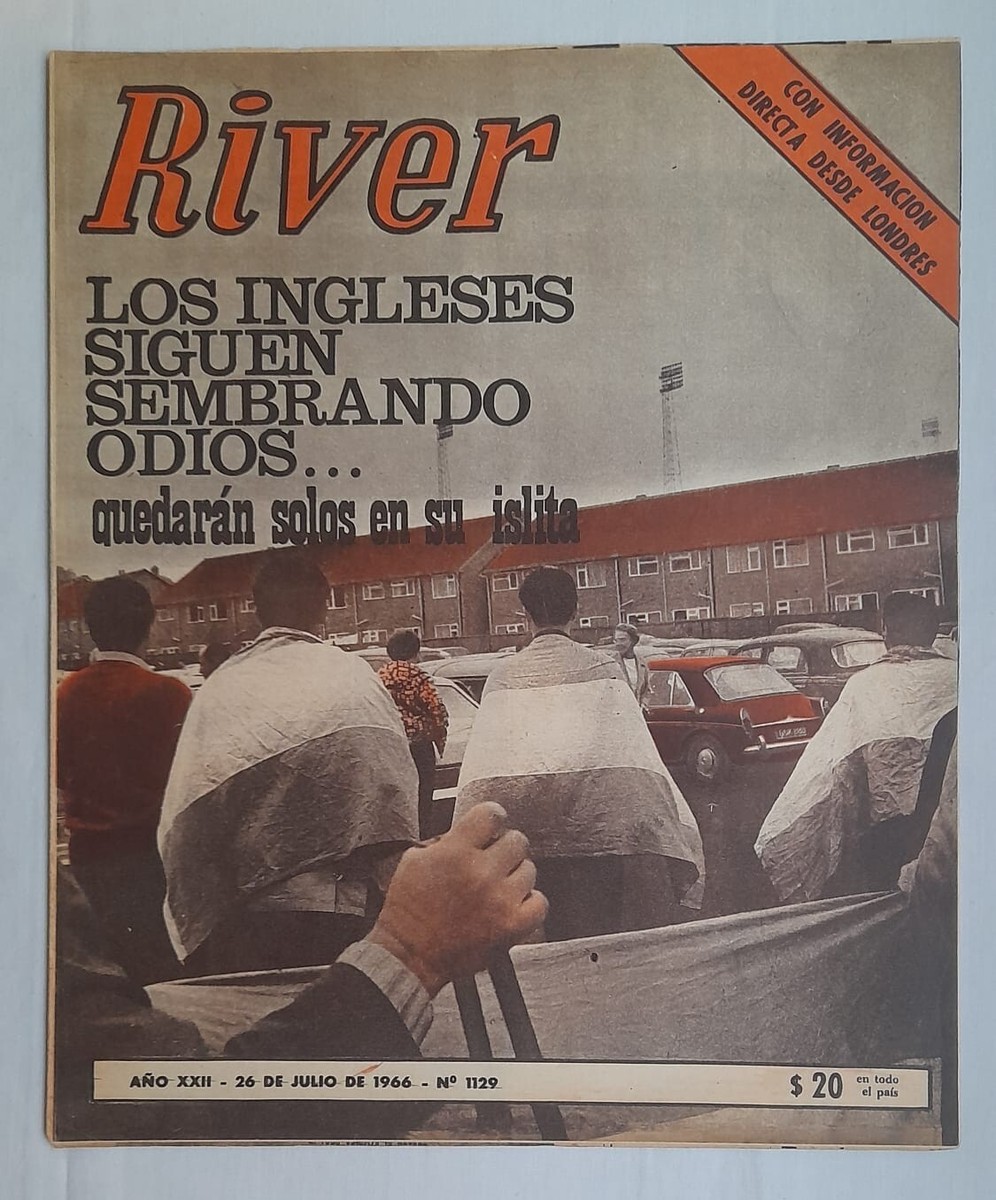 River
CON INFORMACION
DIRECTA DESDE LONDRES
LOS INGLESES
SIGUEN
SEMBRANDO
ODIOS...
quedarán solos en su islita
AÑO XXII - 26 DE JULIO DE 1966 - Nº 1129
$ 20 en todo
el país